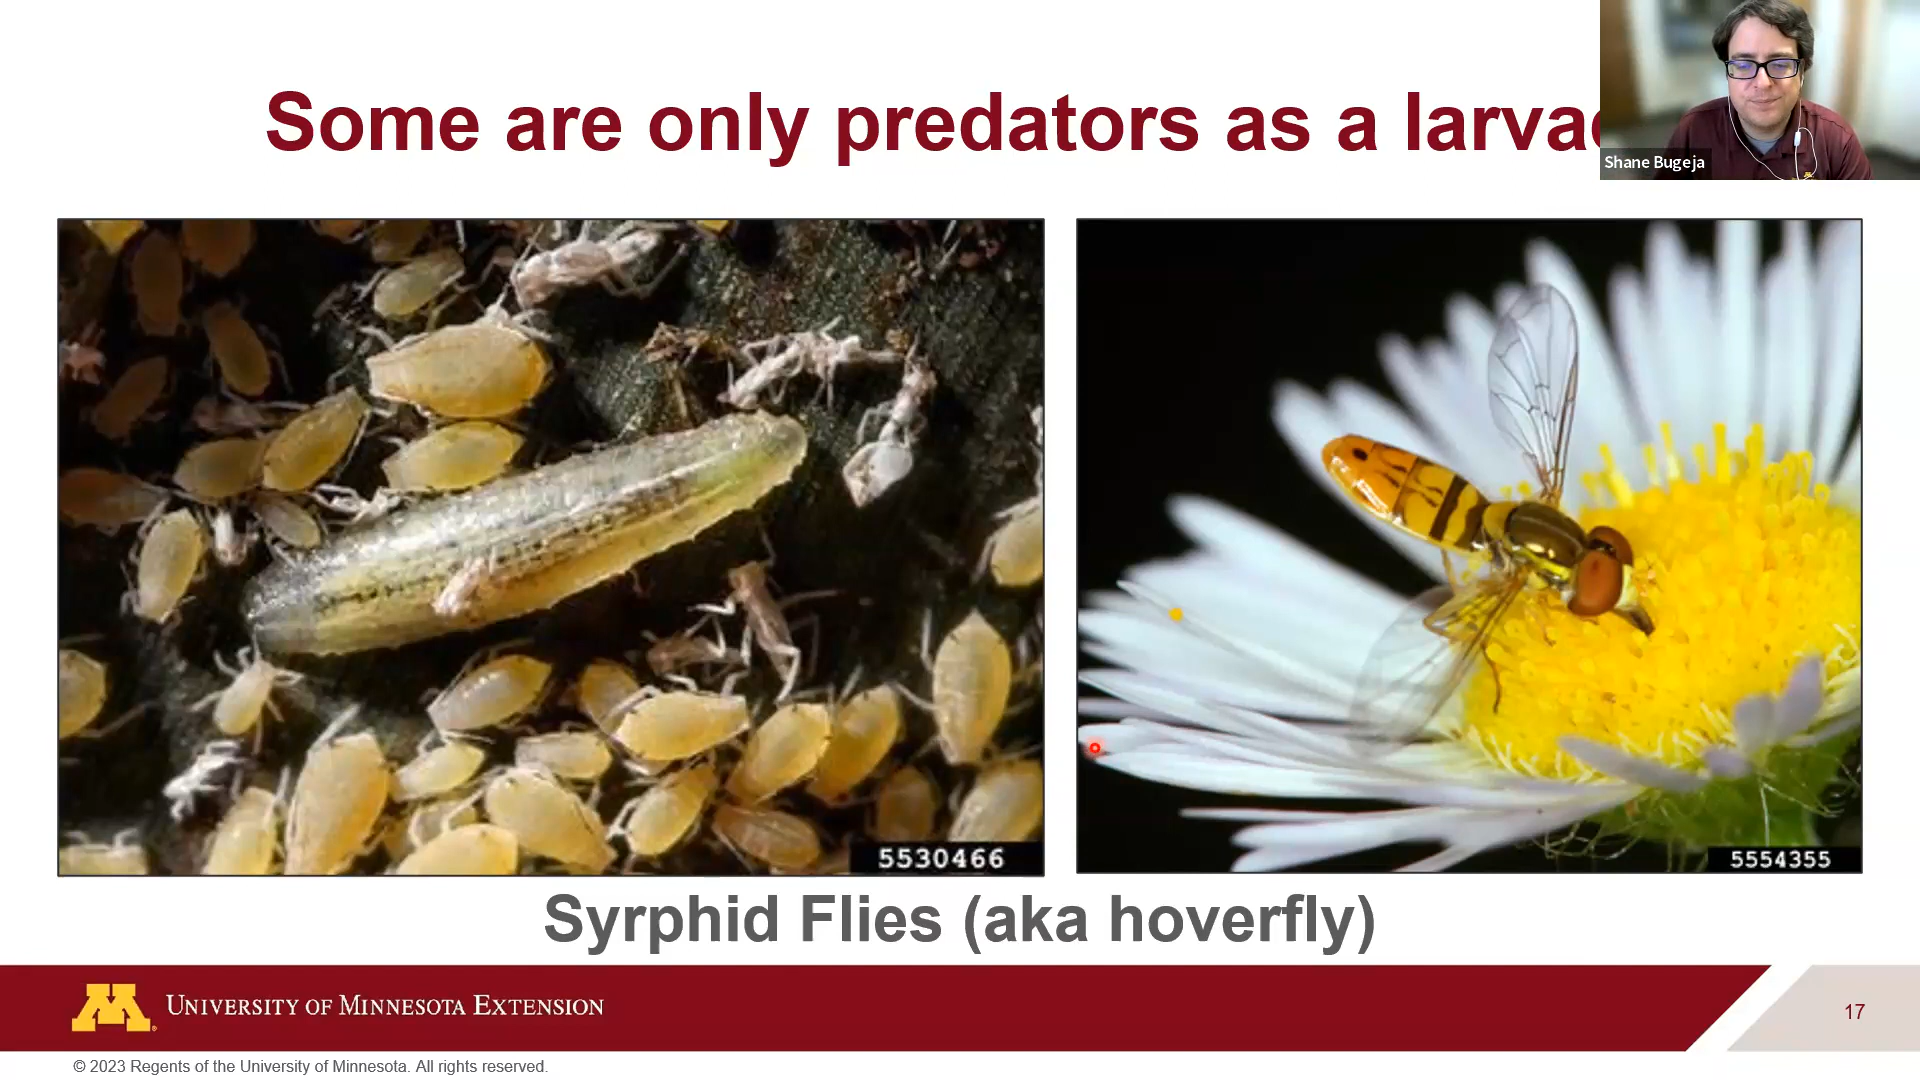 Some are only predators as a larvae
Shane Bugeja
5530466
5554355
Syrphid Flies (aka hoverfly)
UNIVERSITY OF MINNESOTA EXTENSION
17
© 2023 Regents of the University of Minnesota. All rights reserved.